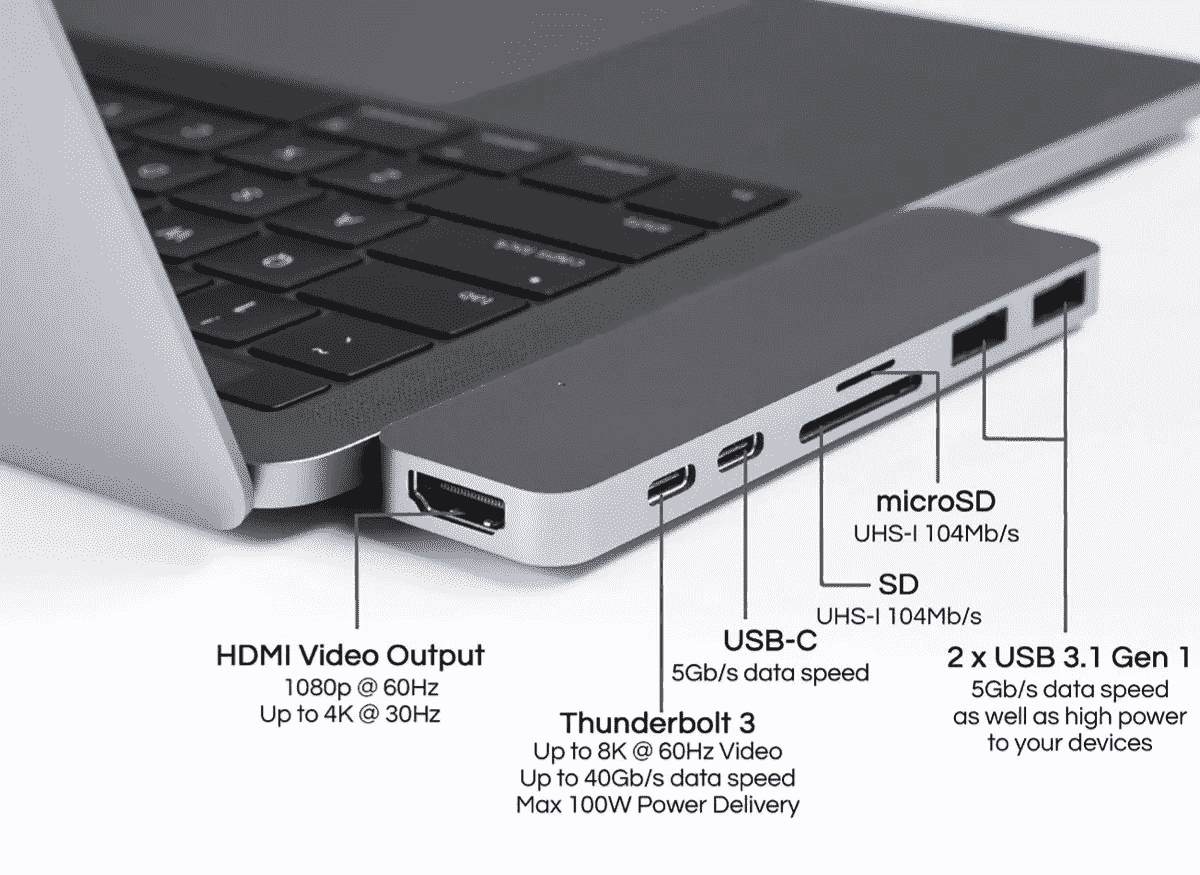 microSD
UHS-I 104Mb/s
SD
UHS-I 104Mb/s
USB-C
5Gb/s data speed
HDMI Video Output
1080p @ 60Hz
Up to 4K @ 30Hz
2 x USB 3.1 Gen 1
5Gb/s data speed
as well as high power
to your devices
Thunderbolt 3
Up to 8K @ 60Hz Video
Up to 40Gb/s data speed
Max 100W Power Delivery